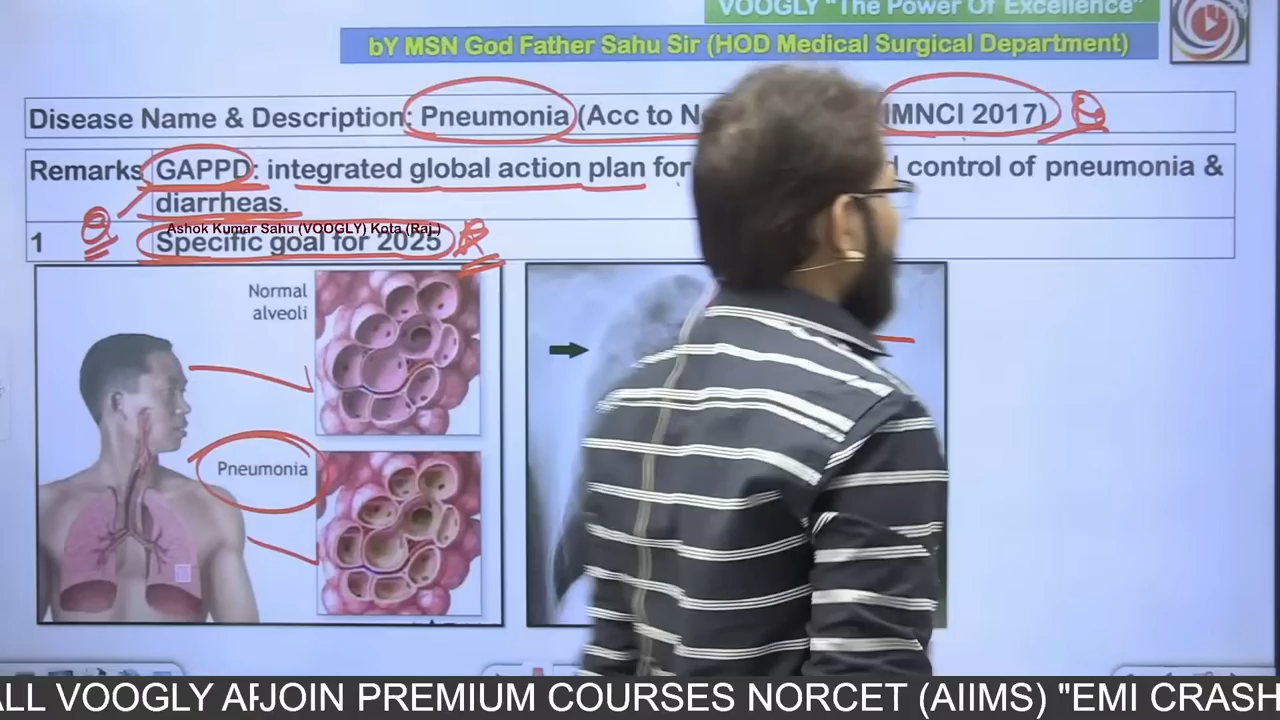 VOOGLY “The Power Of Excellence”
bY MSN God Father Sahu Sir (HOD Medical Surgical Department)
Disease Name & Description: Pneumonia (Acc to IMNCI 2017)
Remarks GAPPD: integrated global action plan for control of pneumonia &
diarrheas.
Ashok Kumar Sahu (VOOGLY) Kota (Raj.)
1 Specific goal for 2025
Normal
alveoli
Pneumonia
ALL VOOGLY JOIN PREMIUM COURSES NORCET (AIIMS) "EMI CRASH